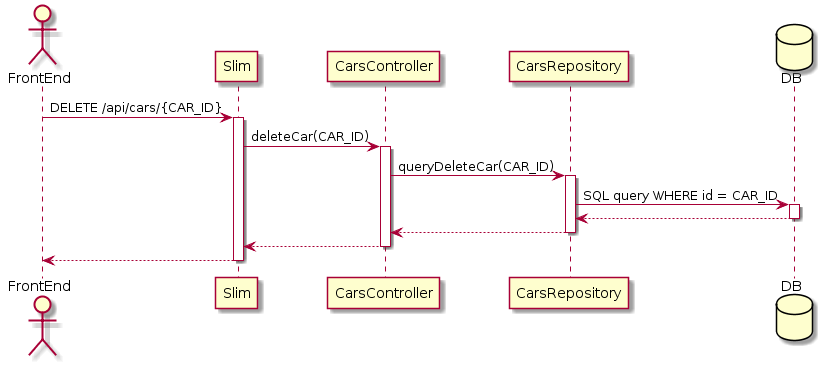 FrontEnd
Slim
CarsController
CarsRepository
DB
DELETE /api/cars/{CAR_ID}
deleteCar(CAR_ID)
queryDeleteCar(CAR_ID)
SQL query WHERE id = CAR_ID
FrontEnd
Slim
CarsController
CarsRepository
DB